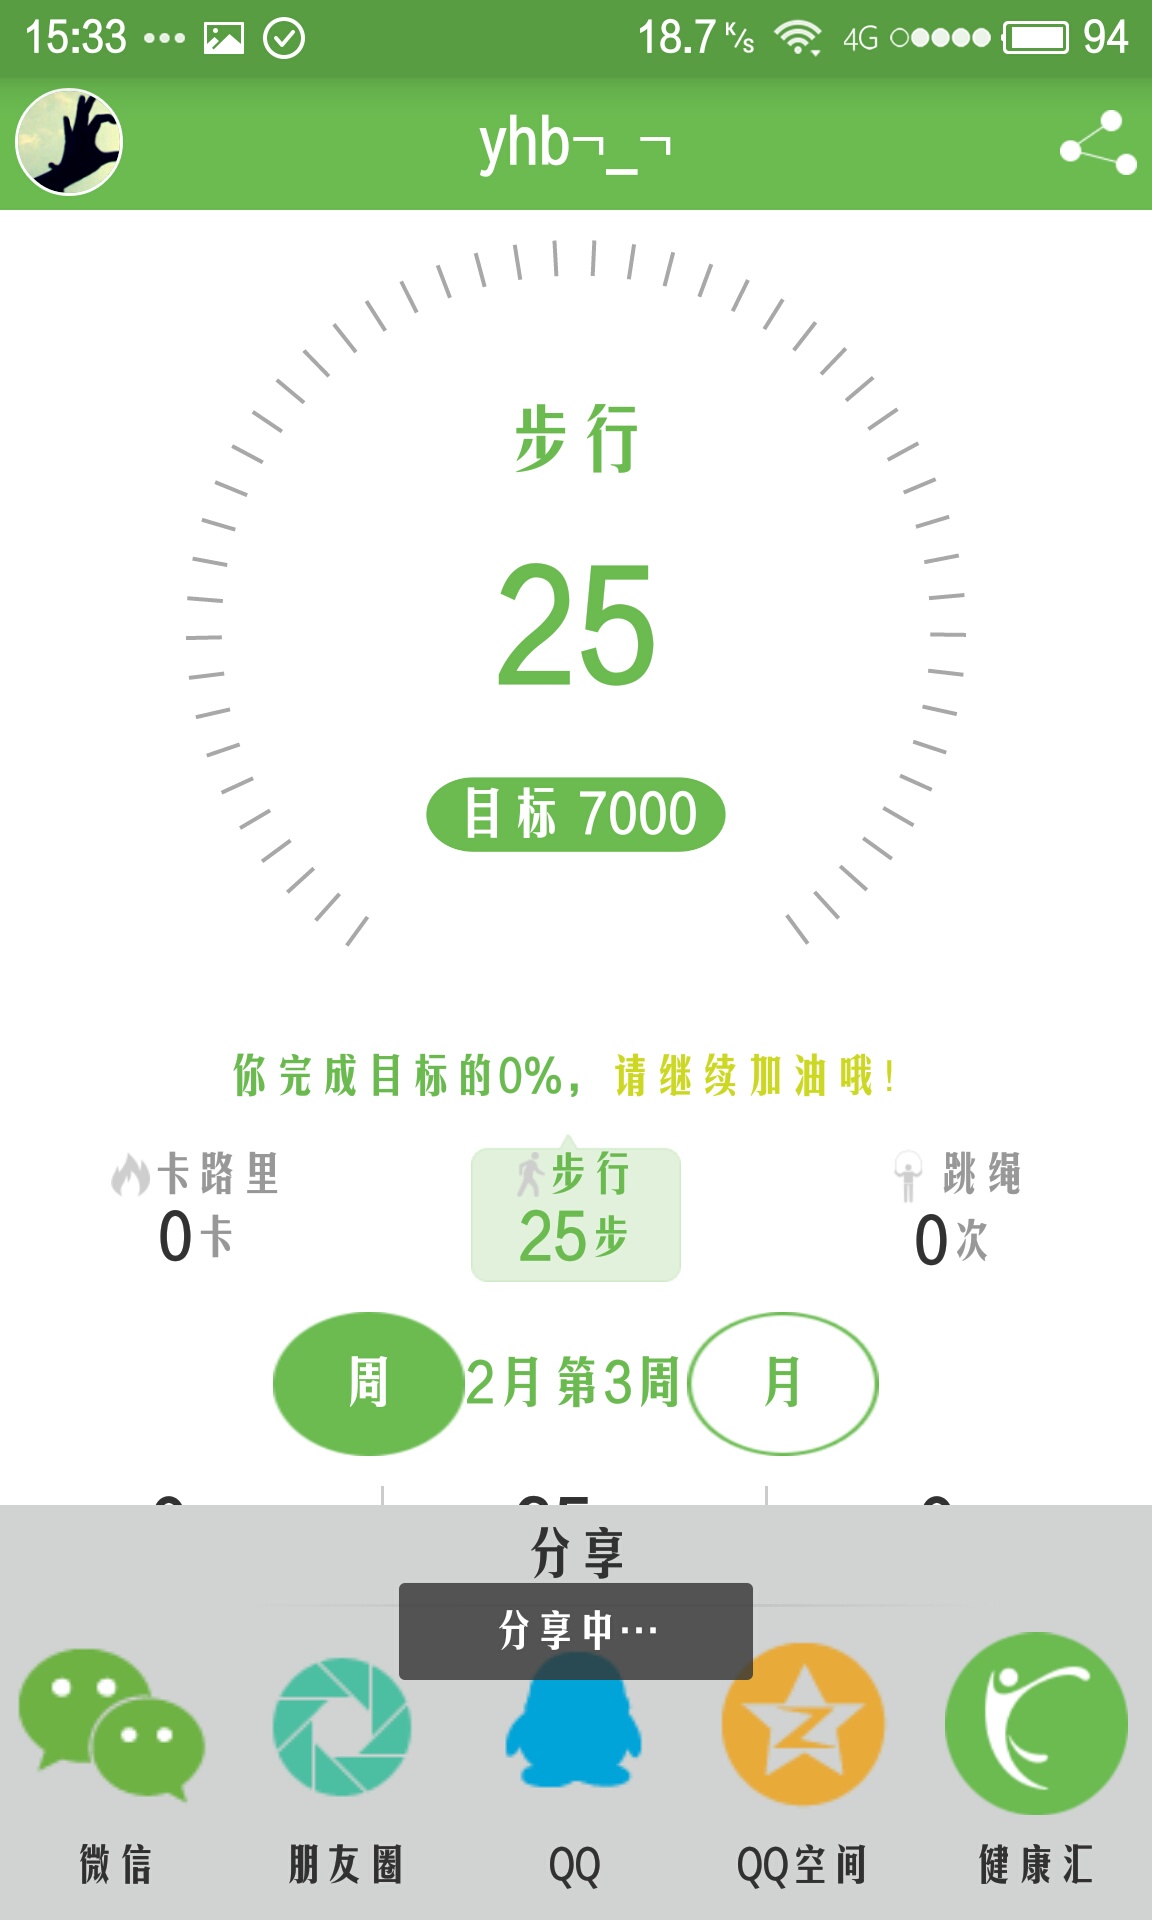 15:33 18.7 K/s 4G 94
yhb¬_¬
步行
25
目标 7000
你完成目标的0%，请继续加油哦！
卡路里 步行 跳绳
0卡 25步 0次
周 2月第3周 月
分享
分享中…
微信 朋友圈 QQ QQ空间 健康汇